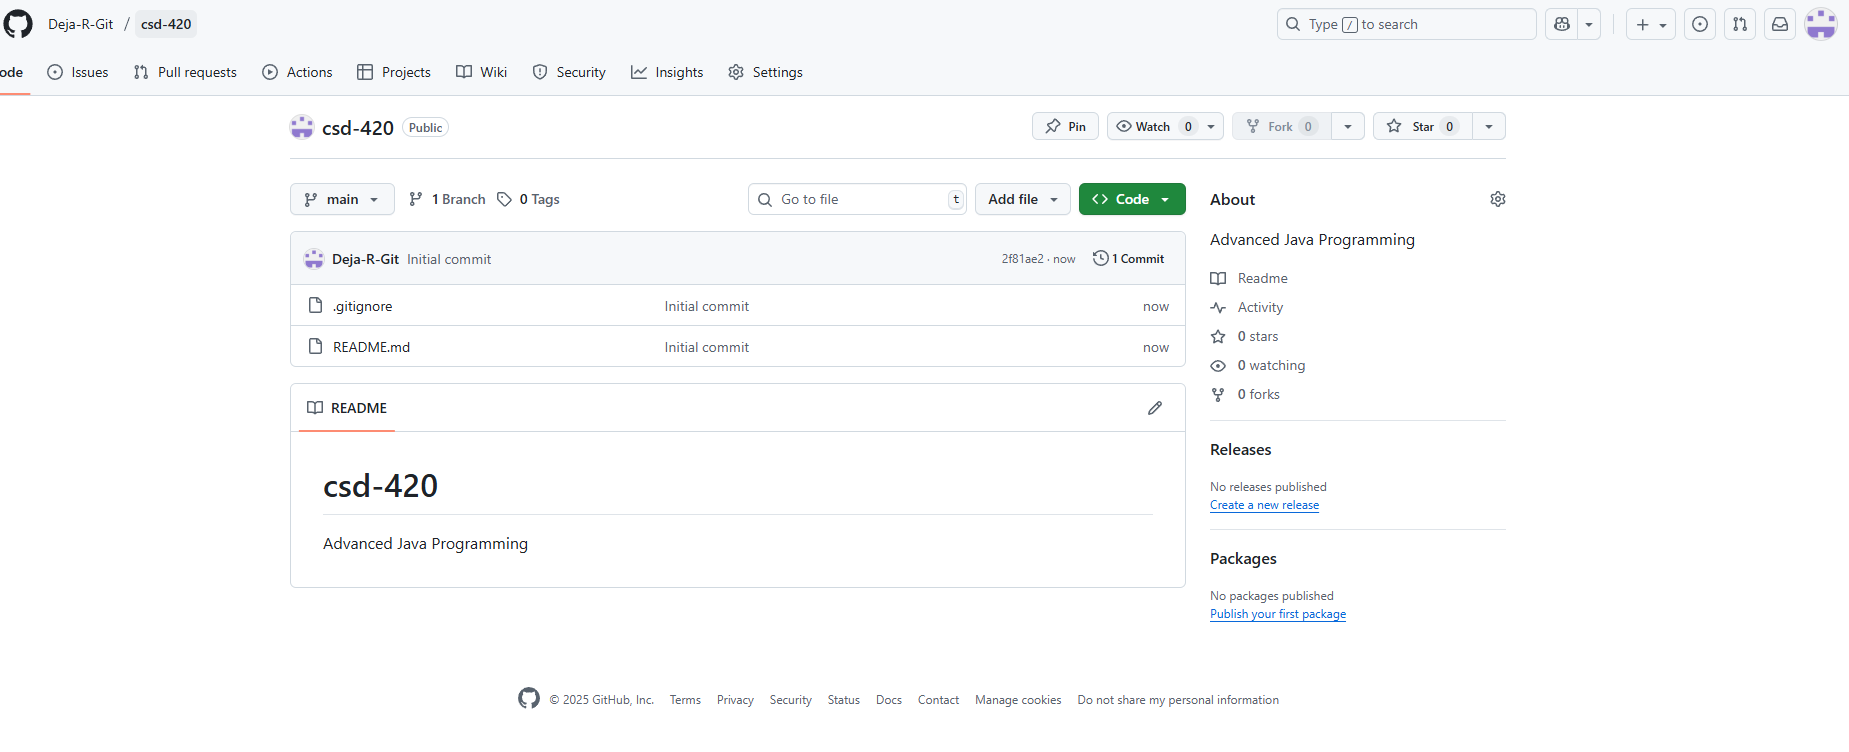 Deja-R-Git / csd-420 Type / to search
ode Issues Pull requests Actions Projects Wiki Security Insights Settings
csd-420 Public Pin Watch 0 Fork 0 Star 0
main 1 Branch 0 Tags Go to file t Add file Code
Deja-R-Git Initial commit 2f81ae2 · now 1 Commit
.gitignore Initial commit now
README.md Initial commit now
README
csd-420
Advanced Java Programming
About
Advanced Java Programming
Readme
Activity
0 stars
0 watching
0 forks
Releases
No releases published
Create a new release
Packages
No packages published
Publish your first package
© 2025 GitHub, Inc. Terms Privacy Security Status Docs Contact Manage cookies Do not share my personal information